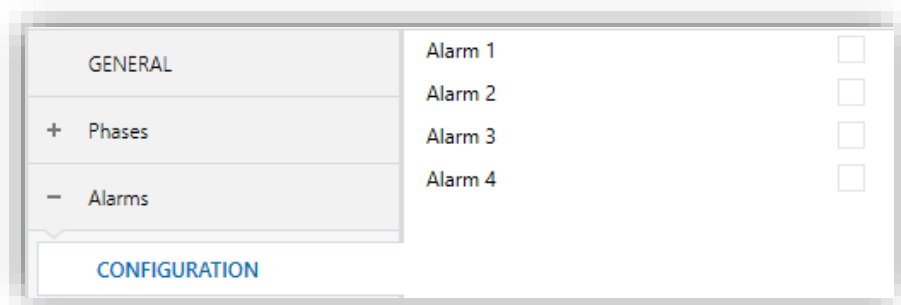 GENERAL
+ Phases
− Alarms
CONFIGURATION
Alarm 1
Alarm 2
Alarm 3
Alarm 4